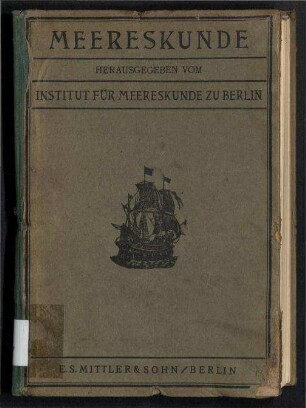 MEERESKUNDE
HERAUSGEGEBEN VOM
INSTITUT FÜR MEERESKUNDE ZU BERLIN
E. S. MITTLER & SOHN / BERLIN